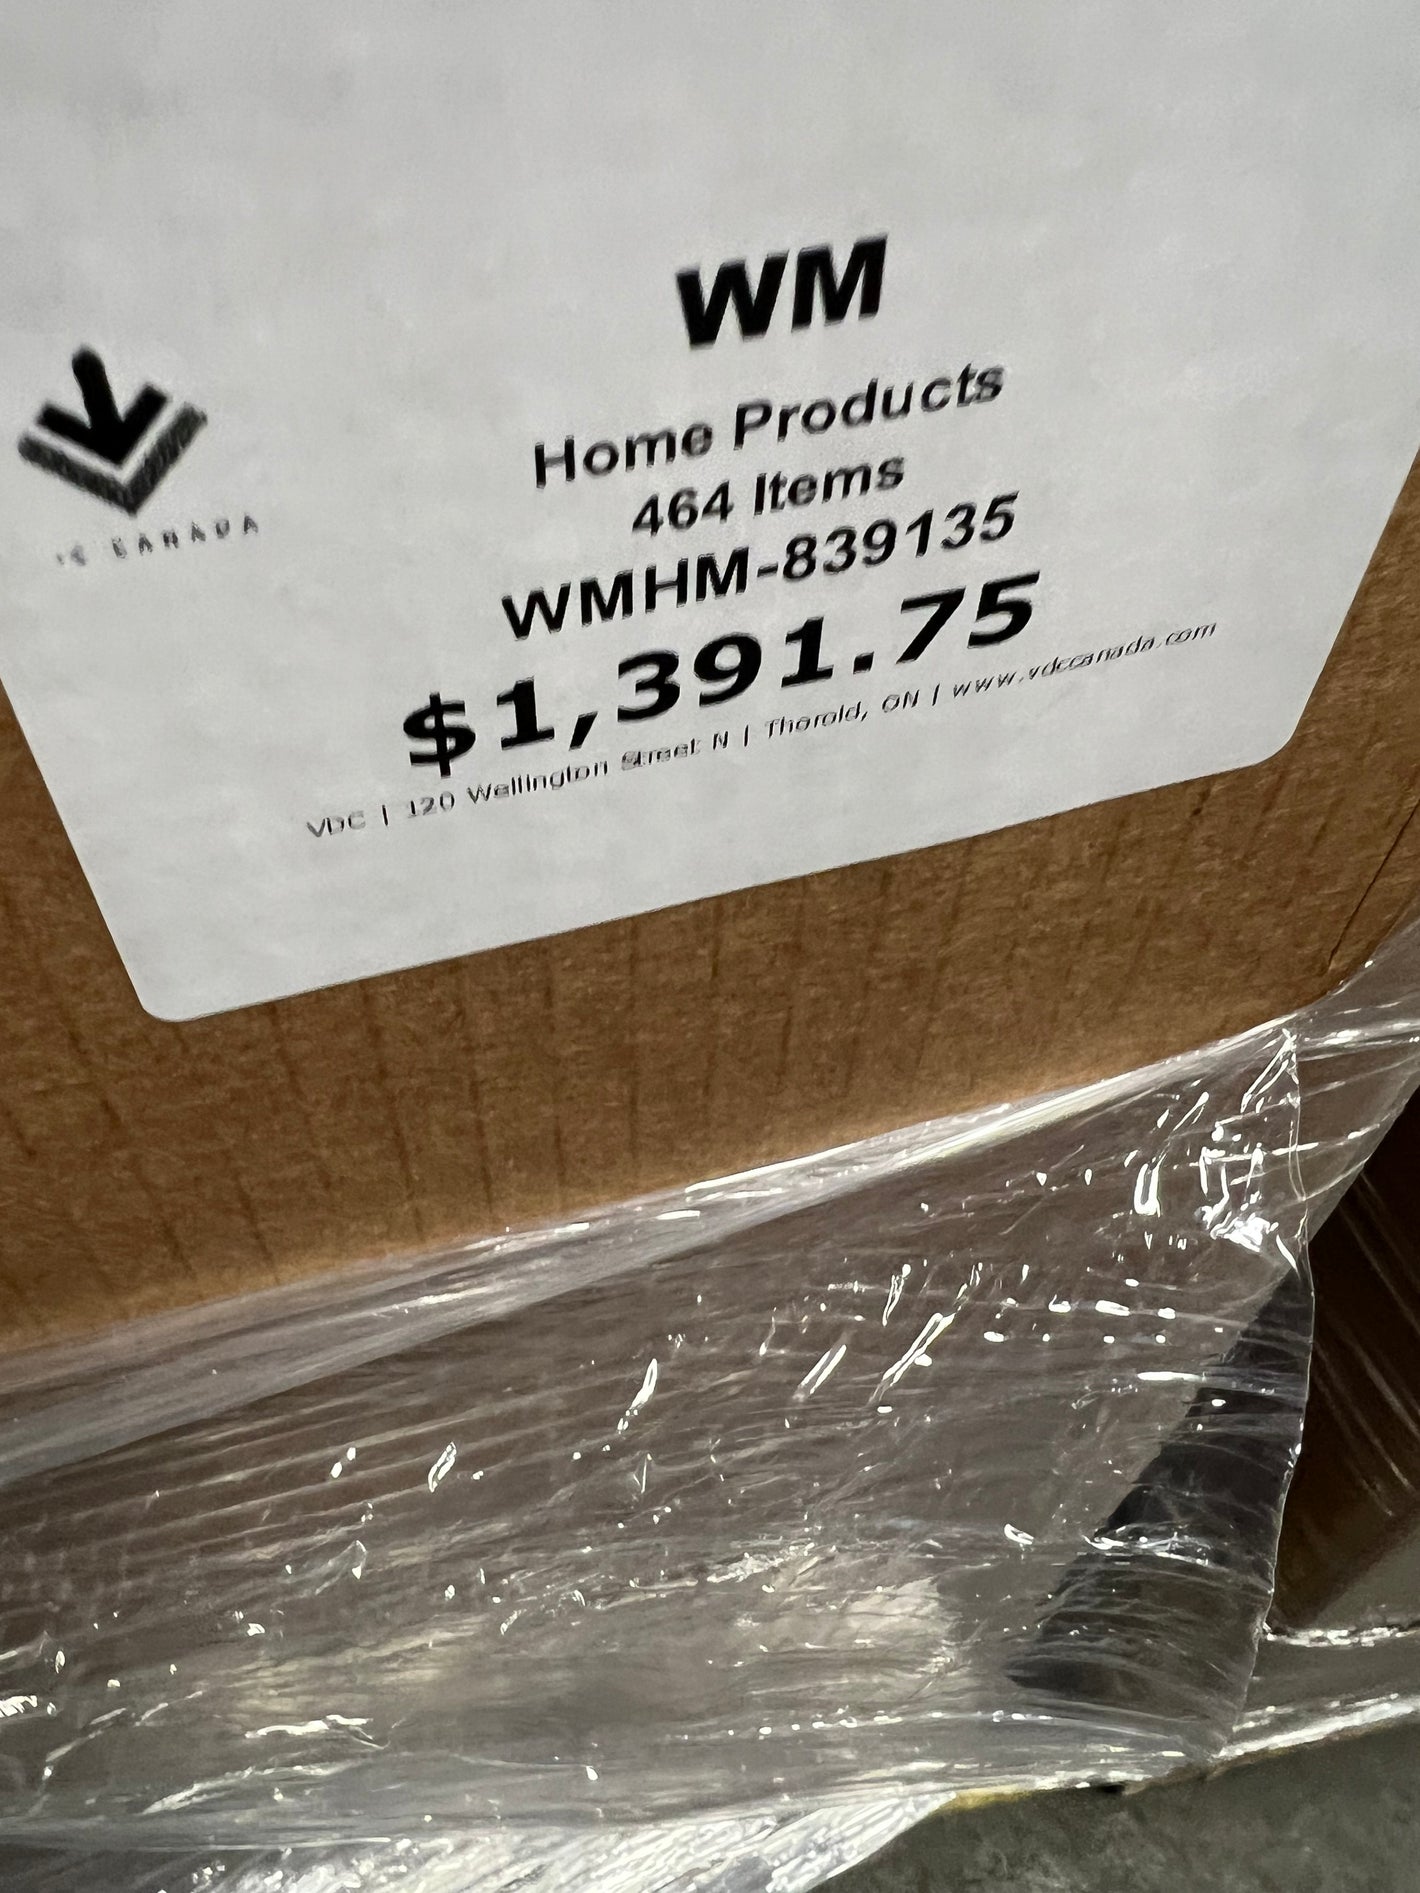 WM
Home Products
464 Items
WMHM-839135
$1,391.75
VDC | 120 Wellington Street N | Thorold, ON | www.vdccanada.com
CANADA